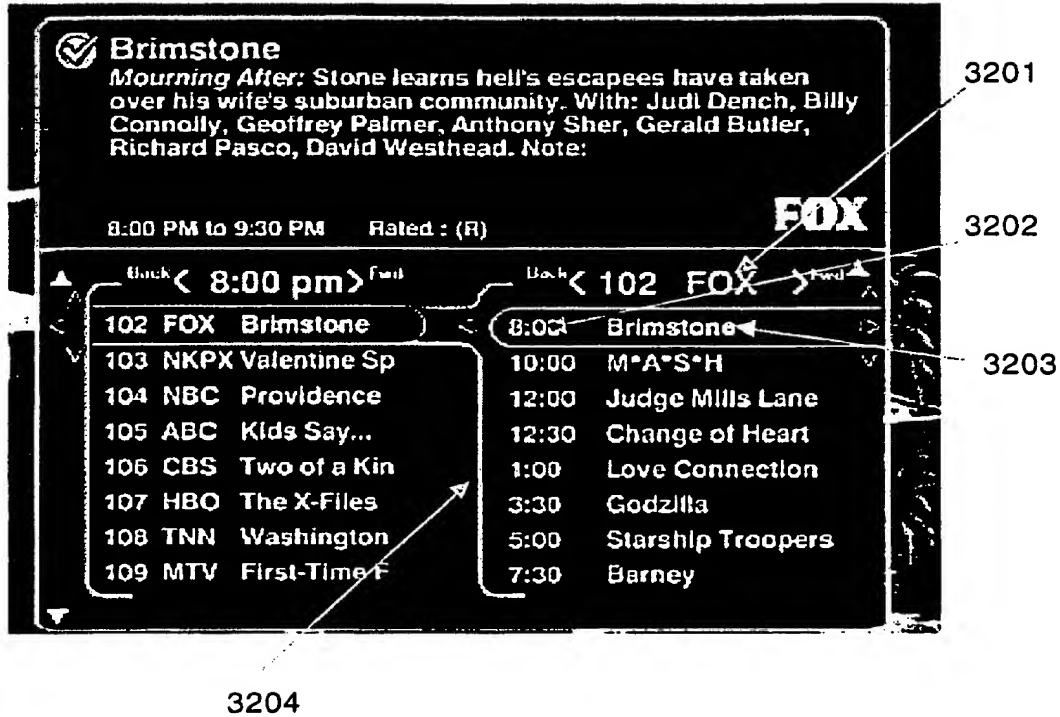 Brimstone
Mourning After: Stone learns hell's escapees have taken
over his wife's suburban community. With: Judi Dench, Billy
Connolly, Geoffrey Palmer, Anthony Sher, Gerald Butler,
Richard Pasco, David Westhead. Note:
8:00 PM to 9:30 PM Rated : (R)
FOX
Back < 8:00 pm > Fwd
102 FOX Brimstone
103 NKPX Valentine Sp
104 NBC Providence
105 ABC Kids Say...
106 CBS Two of a Kin
107 HBO The X-Files
108 TNN Washington
109 MTV First-Time F
Back < 102 FOX > Fwd
8:00 Brimstone
10:00 M*A*S*H
12:00 Judge Mills Lane
12:30 Change of Heart
1:00 Love Connection
3:30 Godzilla
5:00 Starship Troopers
7:30 Barney
3201
3202
3203
3204